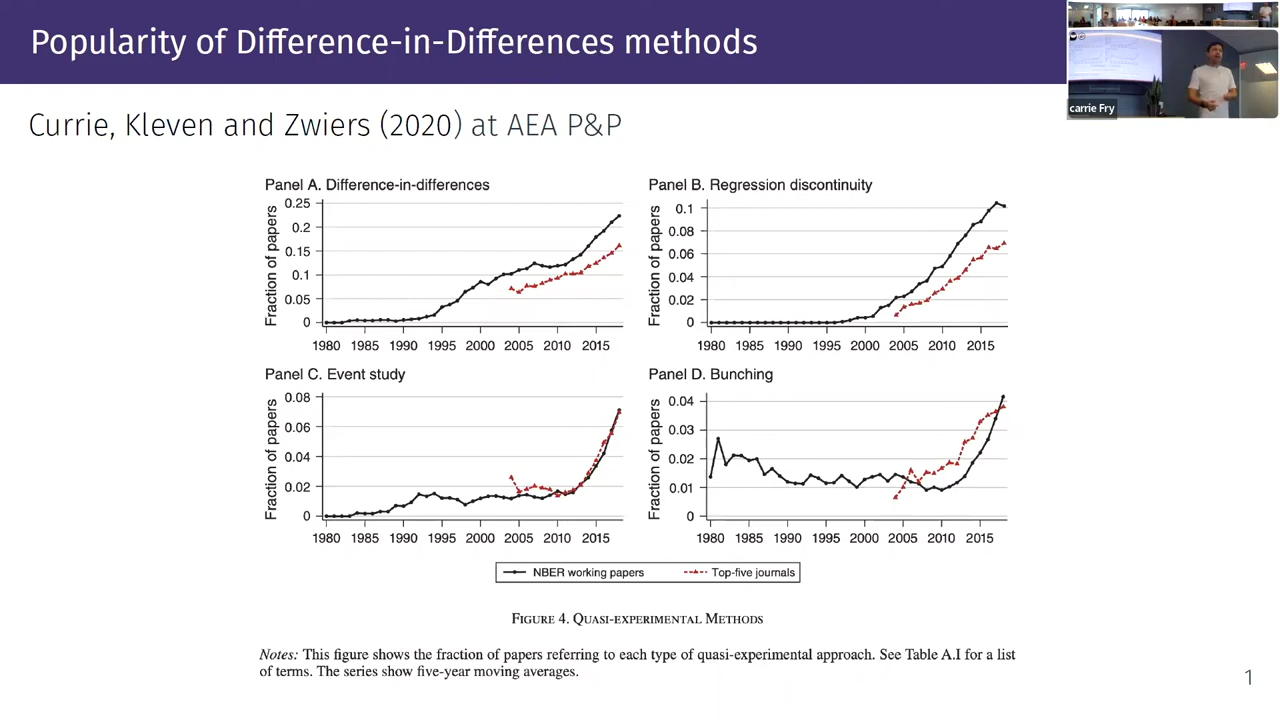 Popularity of Difference-in-Differences methods
carrie Fry
Currie, Kleven and Zwiers (2020) at AEA P&P
Panel A. Difference-in-differences
Fraction of papers
0.25
0.2
0.15
0.1
0.05
0
1980 1985 1990 1995 2000 2005 2010 2015
Panel B. Regression discontinuity
Fraction of papers
0.1
0.08
0.06
0.04
0.02
0
1980 1985 1990 1995 2000 2005 2010 2015
Panel C. Event study
Fraction of papers
0.08
0.06
0.04
0.02
0
1980 1985 1990 1995 2000 2005 2010 2015
Panel D. Bunching
Fraction of papers
0.04
0.03
0.02
0.01
0
1980 1985 1990 1995 2000 2005 2010 2015
NBER working papers Top-five journals
FIGURE 4. QUASI-EXPERIMENTAL METHODS
Notes: This figure shows the fraction of papers referring to each type of quasi-experimental approach. See Table A.I for a list
of terms. The series show five-year moving averages.
1